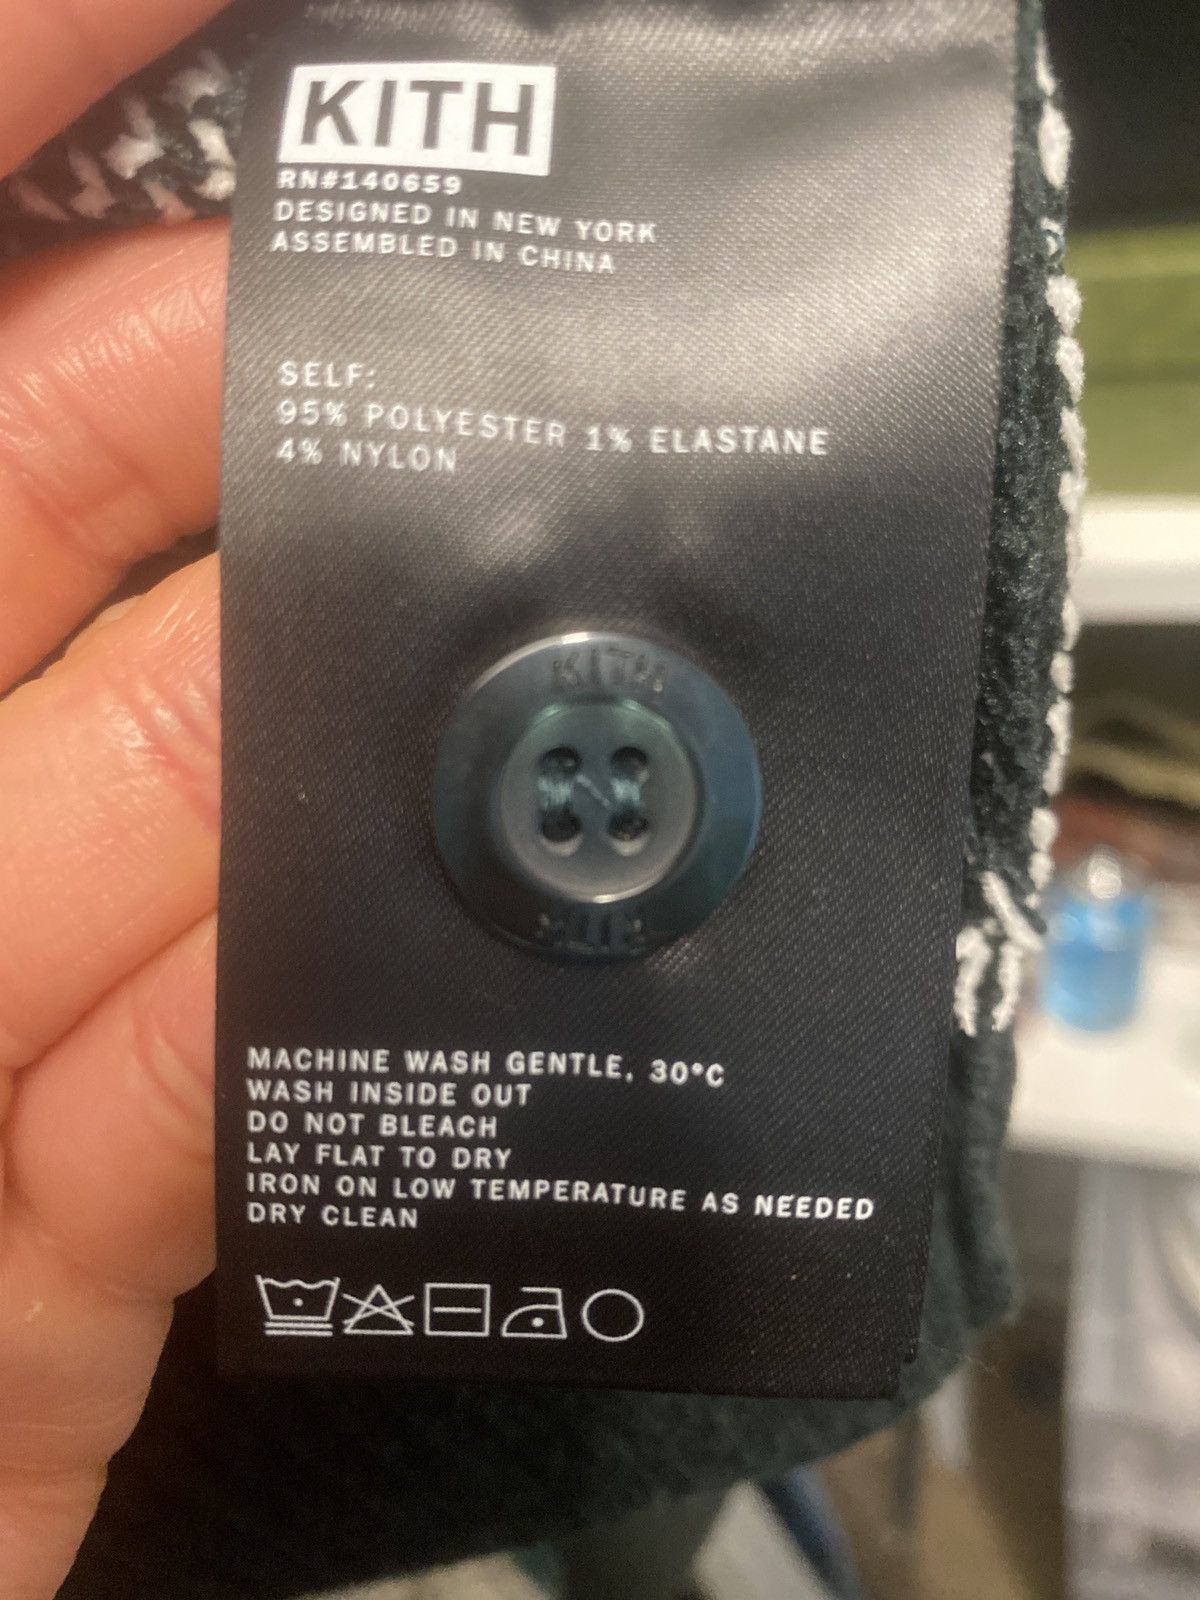 KITH
RN#140659
DESIGNED IN NEW YORK
ASSEMBLED IN CHINA
SELF:
95% POLYESTER 1% ELASTANE
4% NYLON
KITH
KITH
MACHINE WASH GENTLE, 30°C
WASH INSIDE OUT
DO NOT BLEACH
LAY FLAT TO DRY
IRON ON LOW TEMPERATURE AS NEEDED
DRY CLEAN